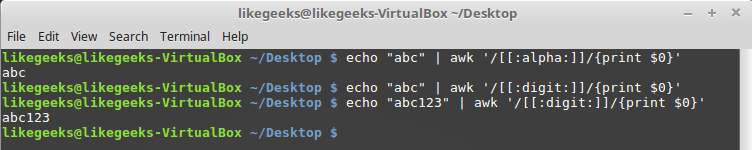 likegeeks@likegeeks-VirtualBox ~/Desktop
File Edit View Search Terminal Help
likegeeks@likegeeks-VirtualBox ~/Desktop $ echo "abc" | awk '/[[:alpha:]]/{print $0}'
abc
likegeeks@likegeeks-VirtualBox ~/Desktop $ echo "abc" | awk '/[[:digit:]]/{print $0}'
likegeeks@likegeeks-VirtualBox ~/Desktop $ echo "abc123" | awk '/[[:digit:]]/{print $0}'
abc123
likegeeks@likegeeks-VirtualBox ~/Desktop $